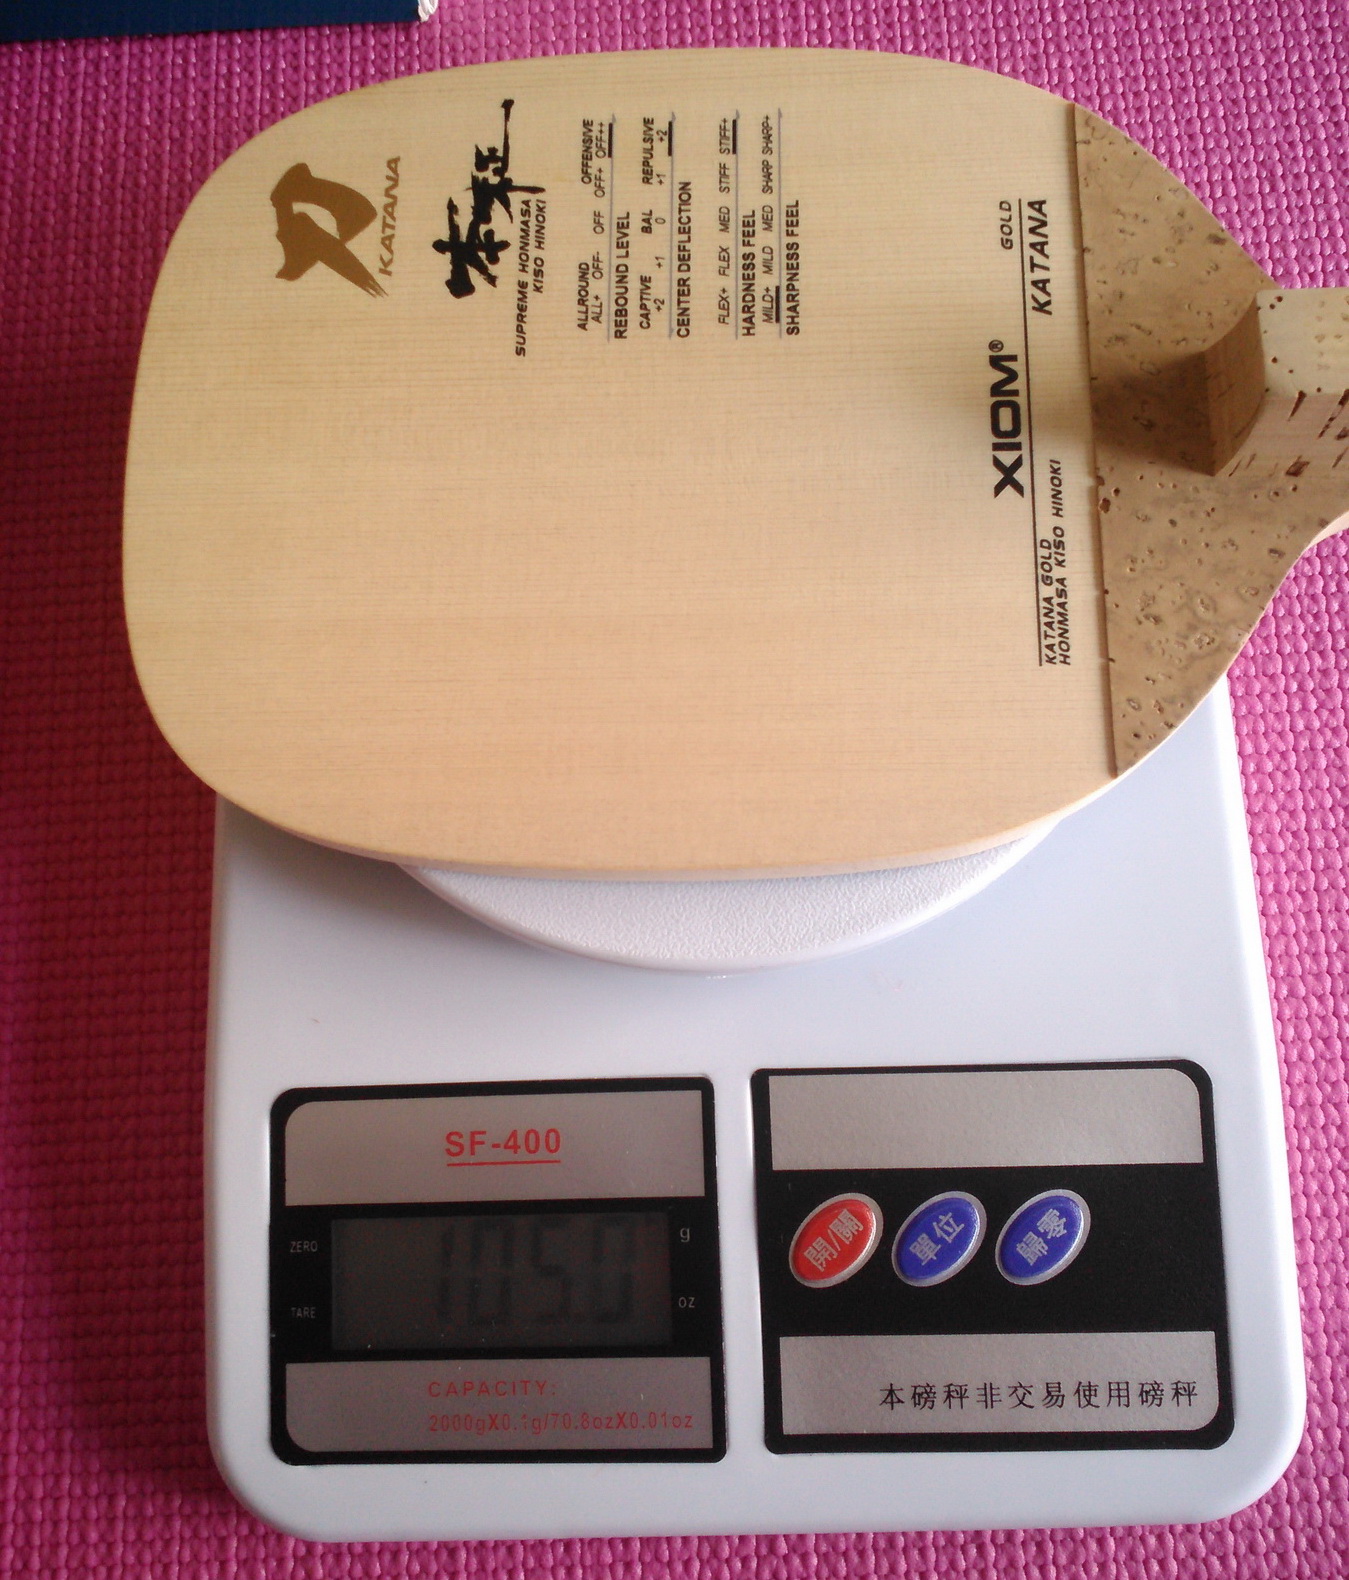 刀
KATANA
本正
SUPREME HONMASA
KISO HINOKI
ALLROUND OFFENSIVE
ALL+ OFF- OFF OFF+ OFF++
REBOUND LEVEL
CAPTIVE BAL REPULSIVE
+2 +1 0 +1 +2
CENTER DEFLECTION
FLEX+ FLEX MED STIFF STIFF+
HARDNESS FEEL
MILD+ MILD MED SHARP SHARP+
SHARPNESS FEEL
XIOM®
GOLD
KATANA
KATANA GOLD
HONMASA KISO HINOKI
SF-400
ZERO
TARE
105.0
g
oz
CAPACITY:
2000gX0.1g/70.8ozX0.01oz
開/關
單位
歸零
本磅秤非交易使用磅秤